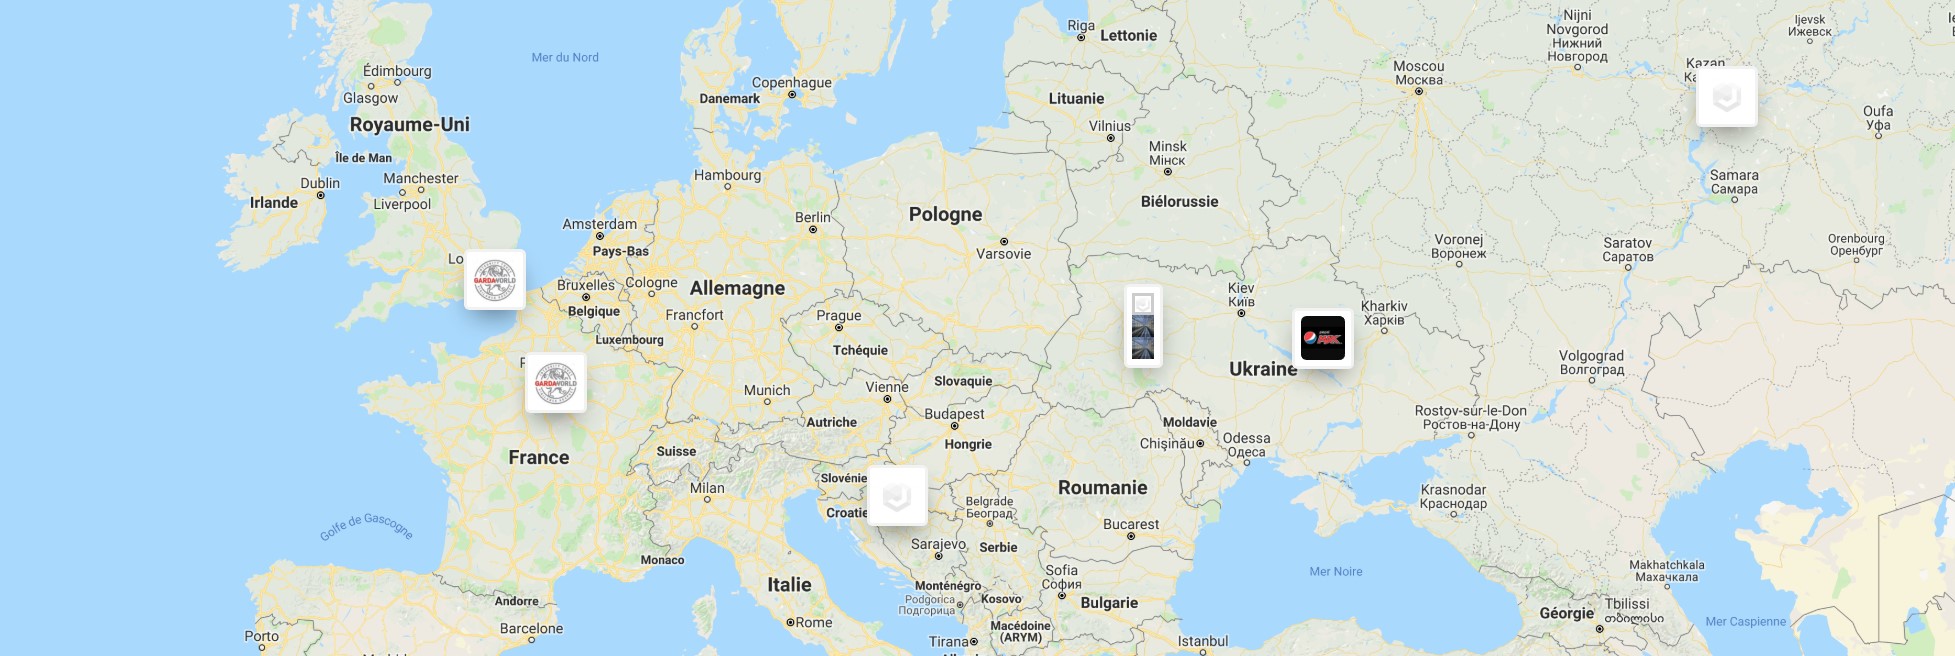 Mer du Nord
Édimbourg
Glasgow
Royaume-Uni
Île de Man
Dublin
Irlande
Manchester
Liverpool
Lo
GARDAWORLD
Copenhague
Danemark
Hambourg
Amsterdam
Pays-Bas
Berlin
Bruxelles
Cologne
Belgique
Allemagne
Francfort
Luxembourg
Prague
Tchéquie
Munich
Vienne
Slovaquie
Autriche
Budapest
Hongrie
GARDAWORLD
France
Suisse
Milan
Slovénie
Croatie
Golfe de Gascogne
Monaco
Italie
Rome
Andorre
Barcelone
Porto
Riga
Lettonie
Lituanie
Vilnius
Minsk
Мінск
Biélorussie
Pologne
Varsovie
Moscou
Москва
Nijni
Novgorod
Нижний
Новгород
Ijevsk
Ижевск
Kazan
Ka
Oufa
Уфа
Samara
Самара
Orenbourg
Оренбург
Saratov
Саратов
Voronej
Воронеж
Kiev
Київ
Kharkiv
Харків
MAX
Ukraine
Volgograd
Волгоград
Rostov-sur-le-Don
Ростов-на-Дону
Moldavie
Chișinău
Odessa
Одеса
Roumanie
Bucarest
Belgrade
Београд
Sarajevo
Serbie
Monténégro
Podgorica
Подгорица
Kosovo
Sofia
София
Bulgarie
Macédoine
(ARYM)
Tirana
Istanbul
Mer Noire
Krasnodar
Краснодар
Makhatchkala
Махачкала
Géorgie
Tbilissi
თბილისი
Mer Caspienne